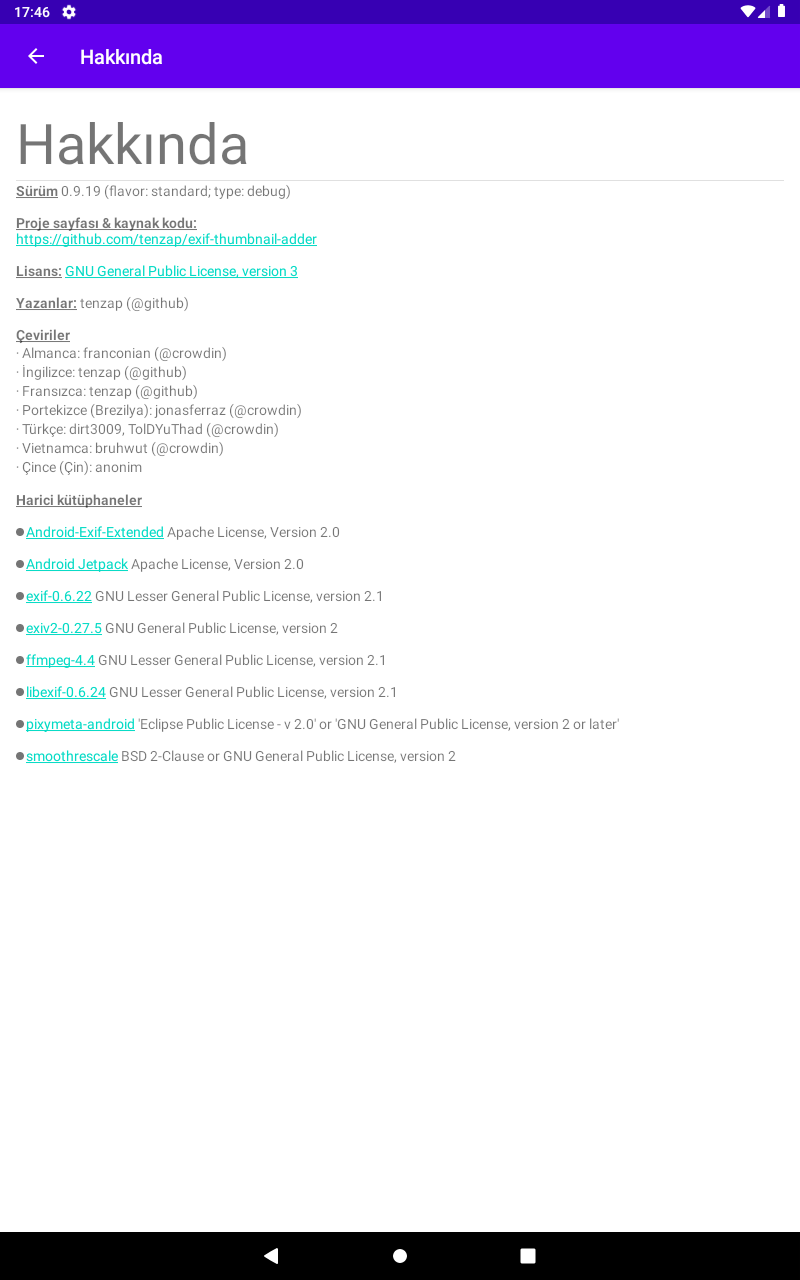 17:46
Hakkında
Hakkında
Sürüm 0.9.19 (flavor: standard; type: debug)
Proje sayfası & kaynak kodu:
https://github.com/tenzap/exif-thumbnail-adder
Lisans: GNU General Public License, version 3
Yazanlar: tenzap (@github)
Çeviriler
· Almanca: franconian (@crowdin)
· İngilizce: tenzap (@github)
· Fransızca: tenzap (@github)
· Portekizce (Brezilya): jonasferraz (@crowdin)
· Türkçe: dirt3009, TolDYuThad (@crowdin)
· Vietnamca: bruhwut (@crowdin)
· Çince (Çin): anonim
Harici kütüphaneler
●Android-Exif-Extended Apache License, Version 2.0
●Android Jetpack Apache License, Version 2.0
●exif-0.6.22 GNU Lesser General Public License, version 2.1
●exiv2-0.27.5 GNU General Public License, version 2
●ffmpeg-4.4 GNU Lesser General Public License, version 2.1
●libexif-0.6.24 GNU Lesser General Public License, version 2.1
●pixymeta-android 'Eclipse Public License - v 2.0' or 'GNU General Public License, version 2 or later'
●smoothrescale BSD 2-Clause or GNU General Public License, version 2